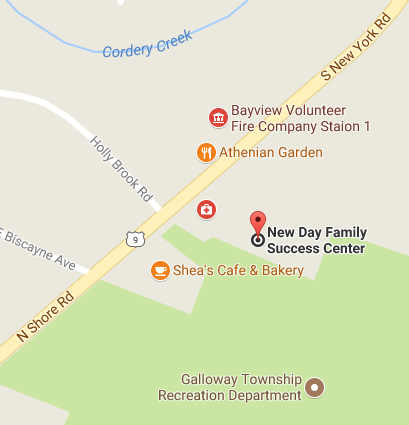 Cordery Creek
S New York Rd
Bayview Volunteer
Fire Company Staion 1
Athenian Garden
Holly Brook Rd
New Day Family
Success Center
9
E Biscayne Ave
Shea's Cafe & Bakery
N Shore Rd
Galloway Township
Recreation Department